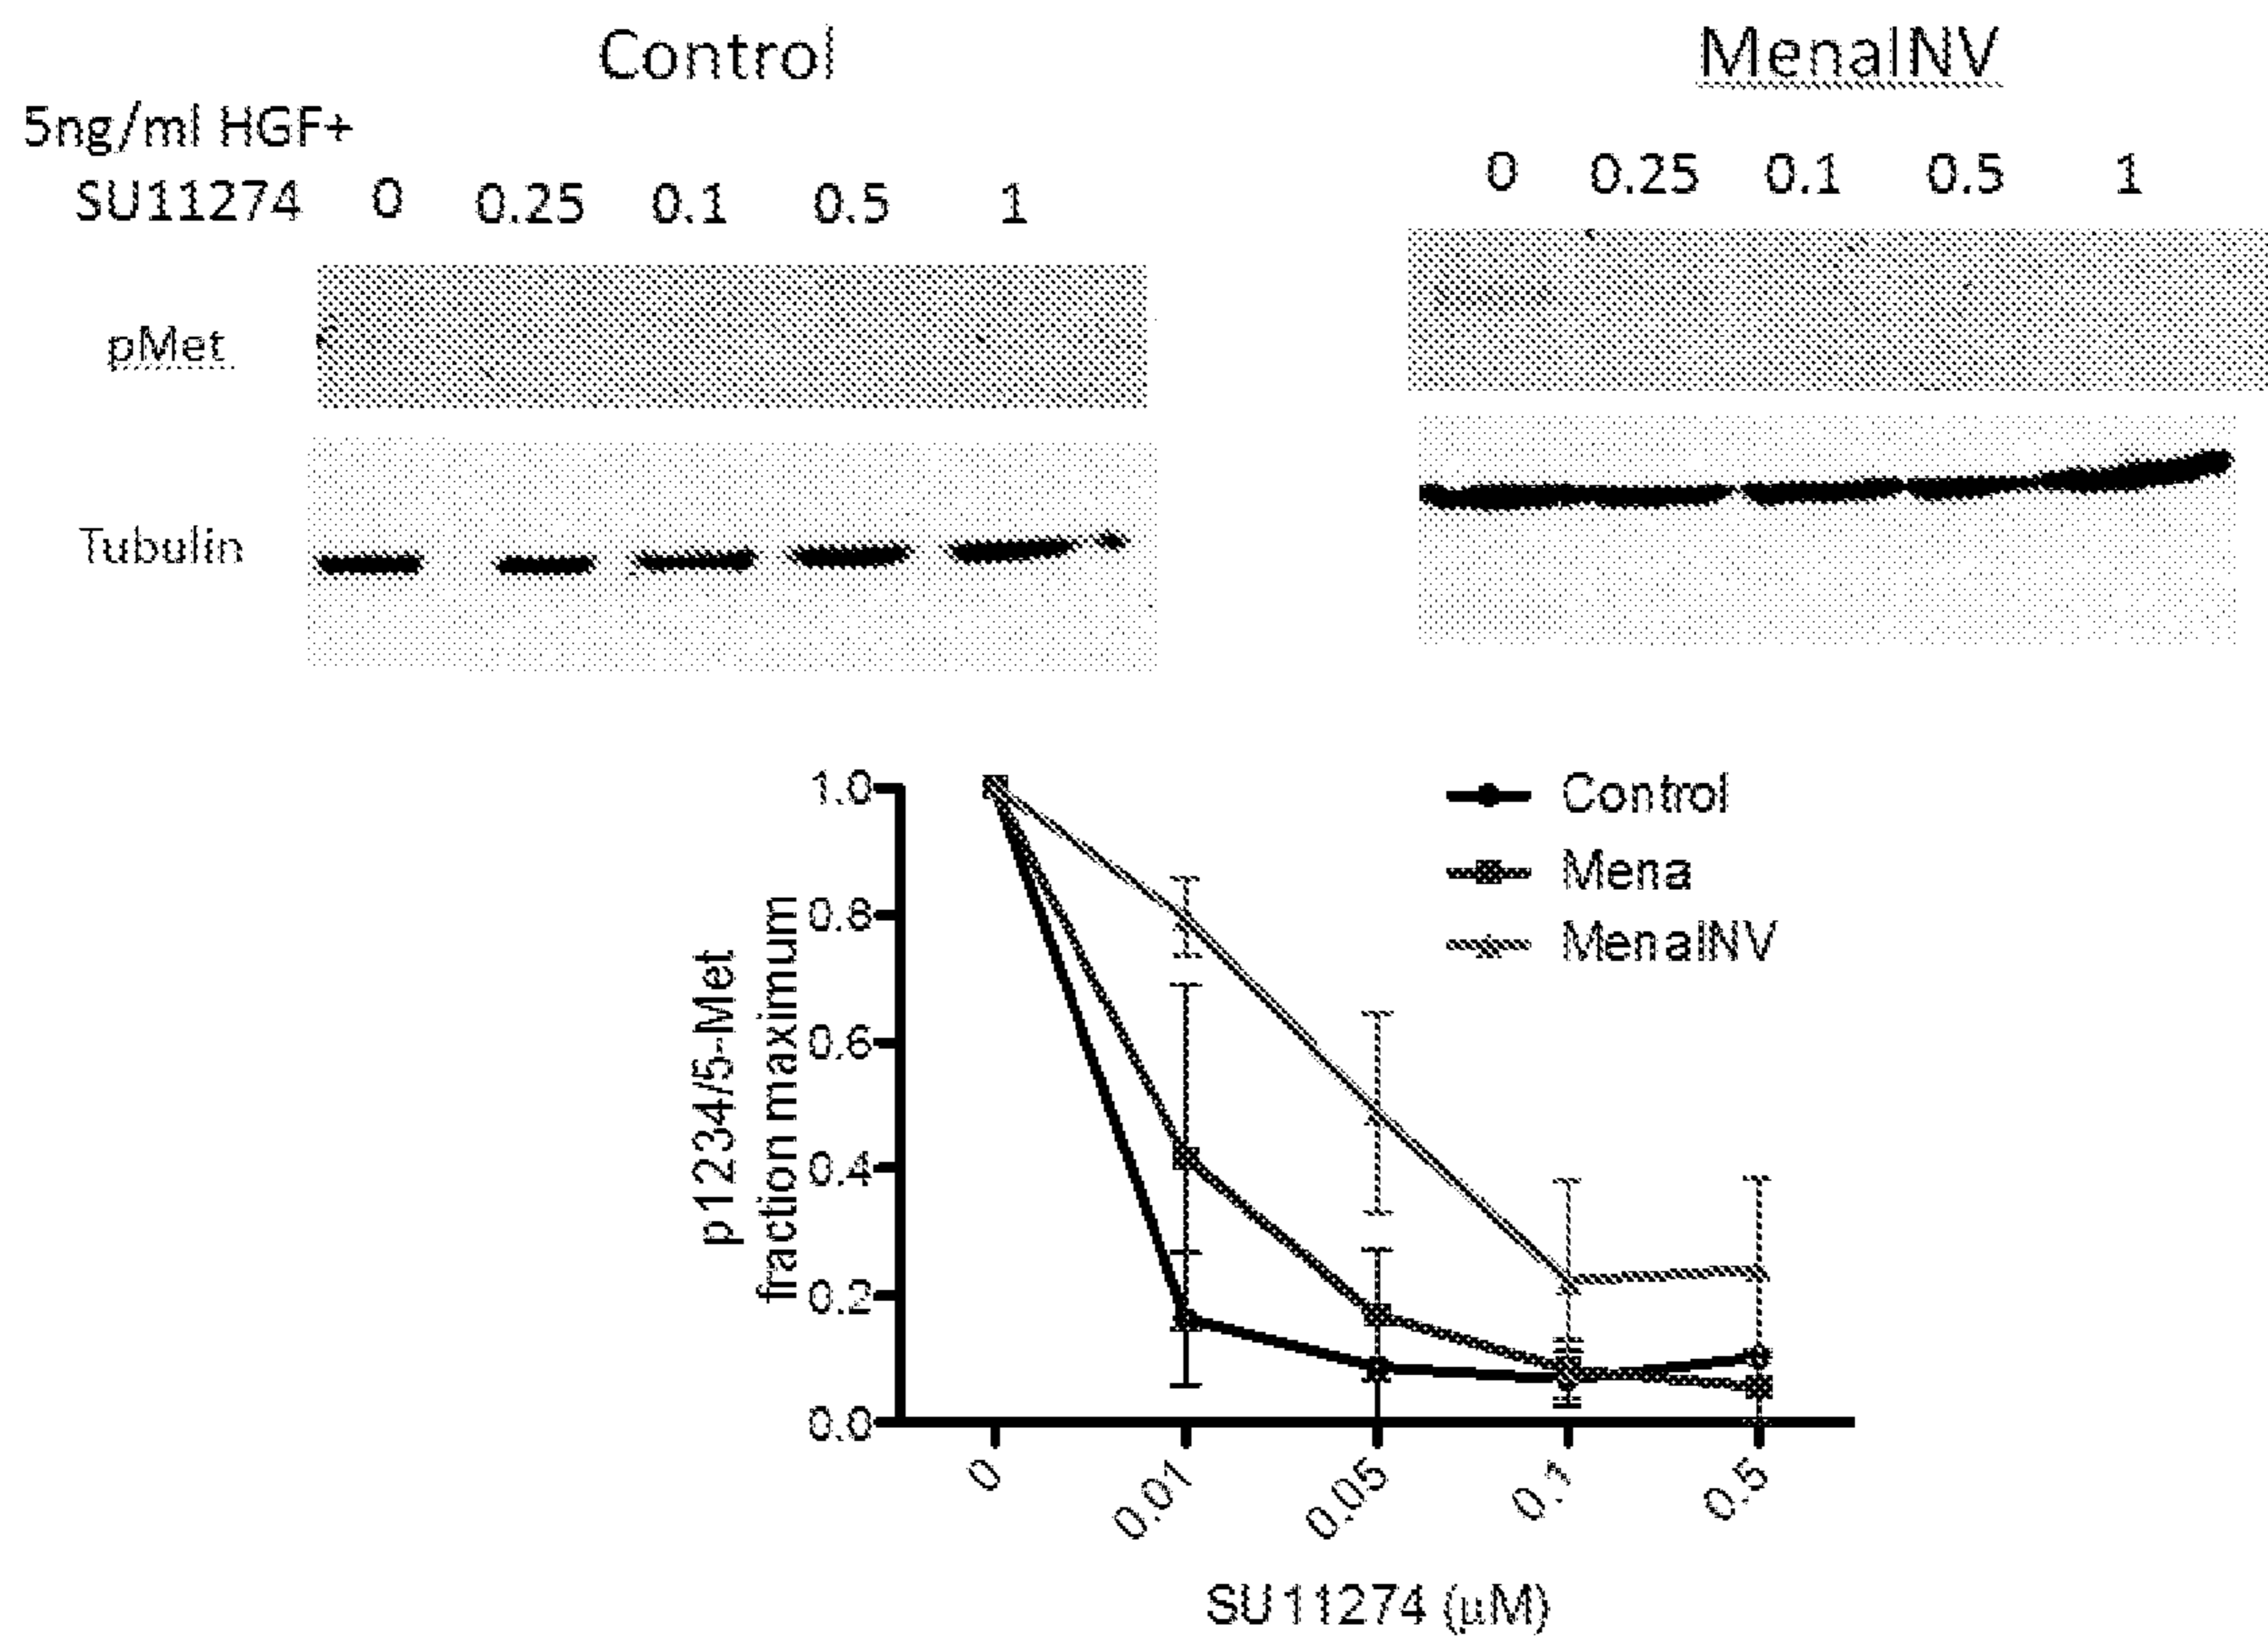 Control
MenaINV
5ng/ml HGF+
SU11274 0 0.25 0.1 0.5 1
0 0.25 0.1 0.5 1
pMet
Tubulin
1.0
0.8
0.6
0.4
0.2
0.0
p1234/5-Met
fraction maximum
Control
Mena
MenaINV
0 0.01 0.05 0.1 0.5
SU11274 (µM)